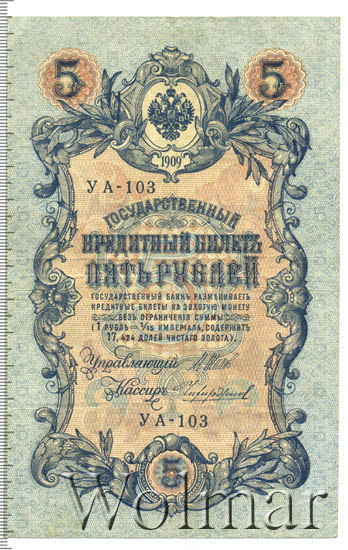 5 5
1909
УА-103
ГОСУДАРСТВЕННЫЙ
КРЕДИТНЫЙ БИЛЕТЪ
ПЯТЬ РУБЛЕЙ
ГОСУДАРСТВЕННЫЙ БАНКЪ РАЗМѢНИВАЕТЪ
КРЕДИТНЫЕ БИЛЕТЫ НА ЗОЛОТУЮ МОНЕТУ
БЕЗЪ ОГРАНИЧЕНІЯ СУММЫ
(1 РУБЛЬ = 1/15 ИМПЕРІАЛА, СОДЕРЖИТЪ
17,424 ДОЛЕЙ ЧИСТАГО ЗОЛОТА).
Управляющій
Кассиръ
УА-103
5
Wolmar